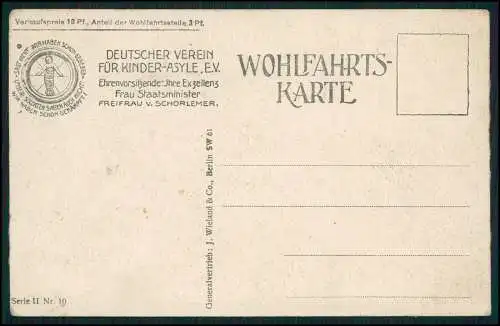 Verkaufspreis 10 Pf., Anteil der Wohlfahrtsstelle 3 Pf.
DEUTSCHER VEREIN
FÜR KINDER-ASYLE, E.V.
Ehrenvorsitzende: Ihre Exzellenz
Frau Staatsminister
FREIFRAU V. SCHORLEMER.
WOHLFAHRTS-
KARTE
Generalvertrieb: J. Wieland & Co., Berlin SW 61
Serie II Nr. 10